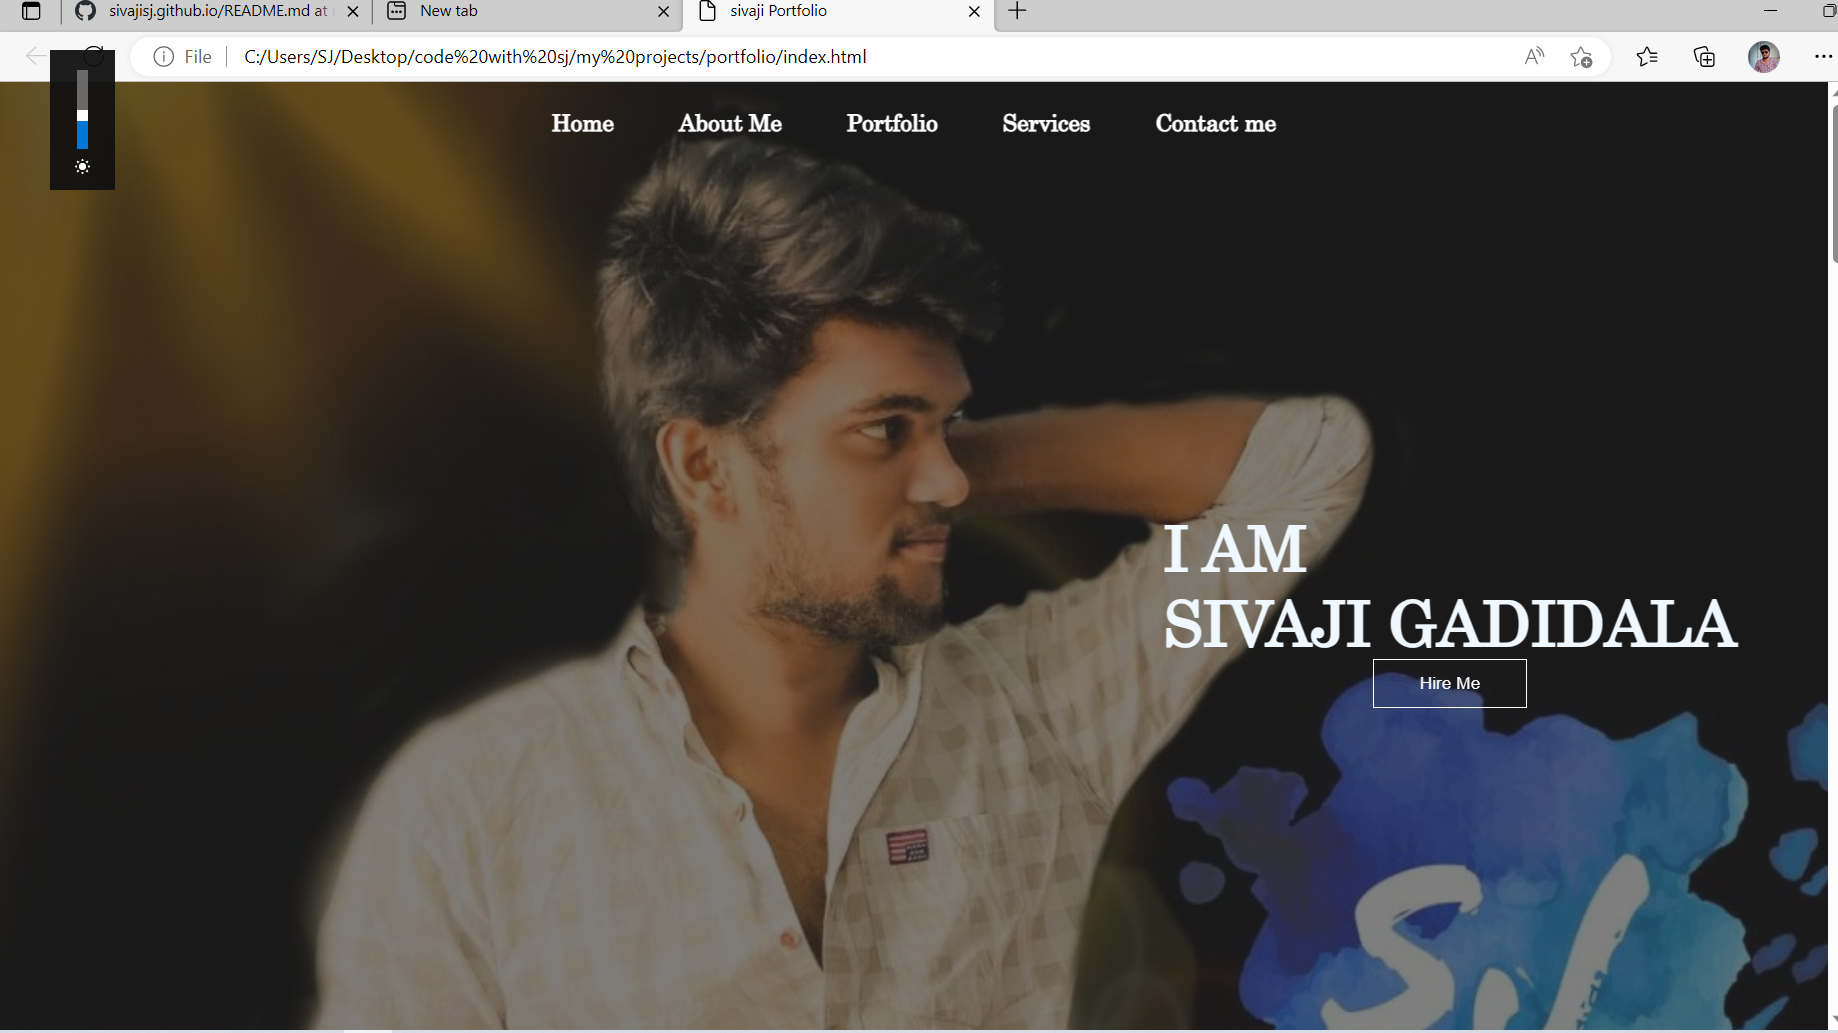 sivajisj.github.io/README.md at
New tab
sivaji Portfolio
File
C:/Users/SJ/Desktop/code%20with%20sj/my%20projects/portfolio/index.html
Home About Me Portfolio Services Contact me
I AM
SIVAJI GADIDALA
Hire Me
SJ